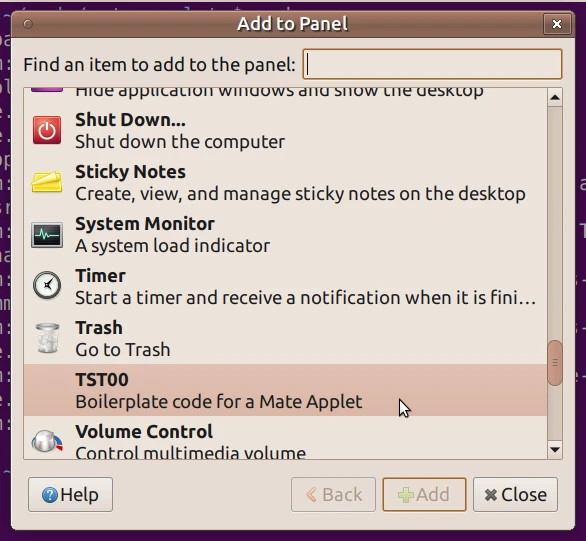 Add to Panel
Find an item to add to the panel:
Hide application windows and show the desktop
Shut Down...
Shut down the computer
Sticky Notes
Create, view, and manage sticky notes on the desktop
System Monitor
A system load indicator
Timer
Start a timer and receive a notification when it is fini...
Trash
Go to Trash
TST00
Boilerplate code for a Mate Applet
Volume Control
Control multimedia volume
Help
Back
Add
Close